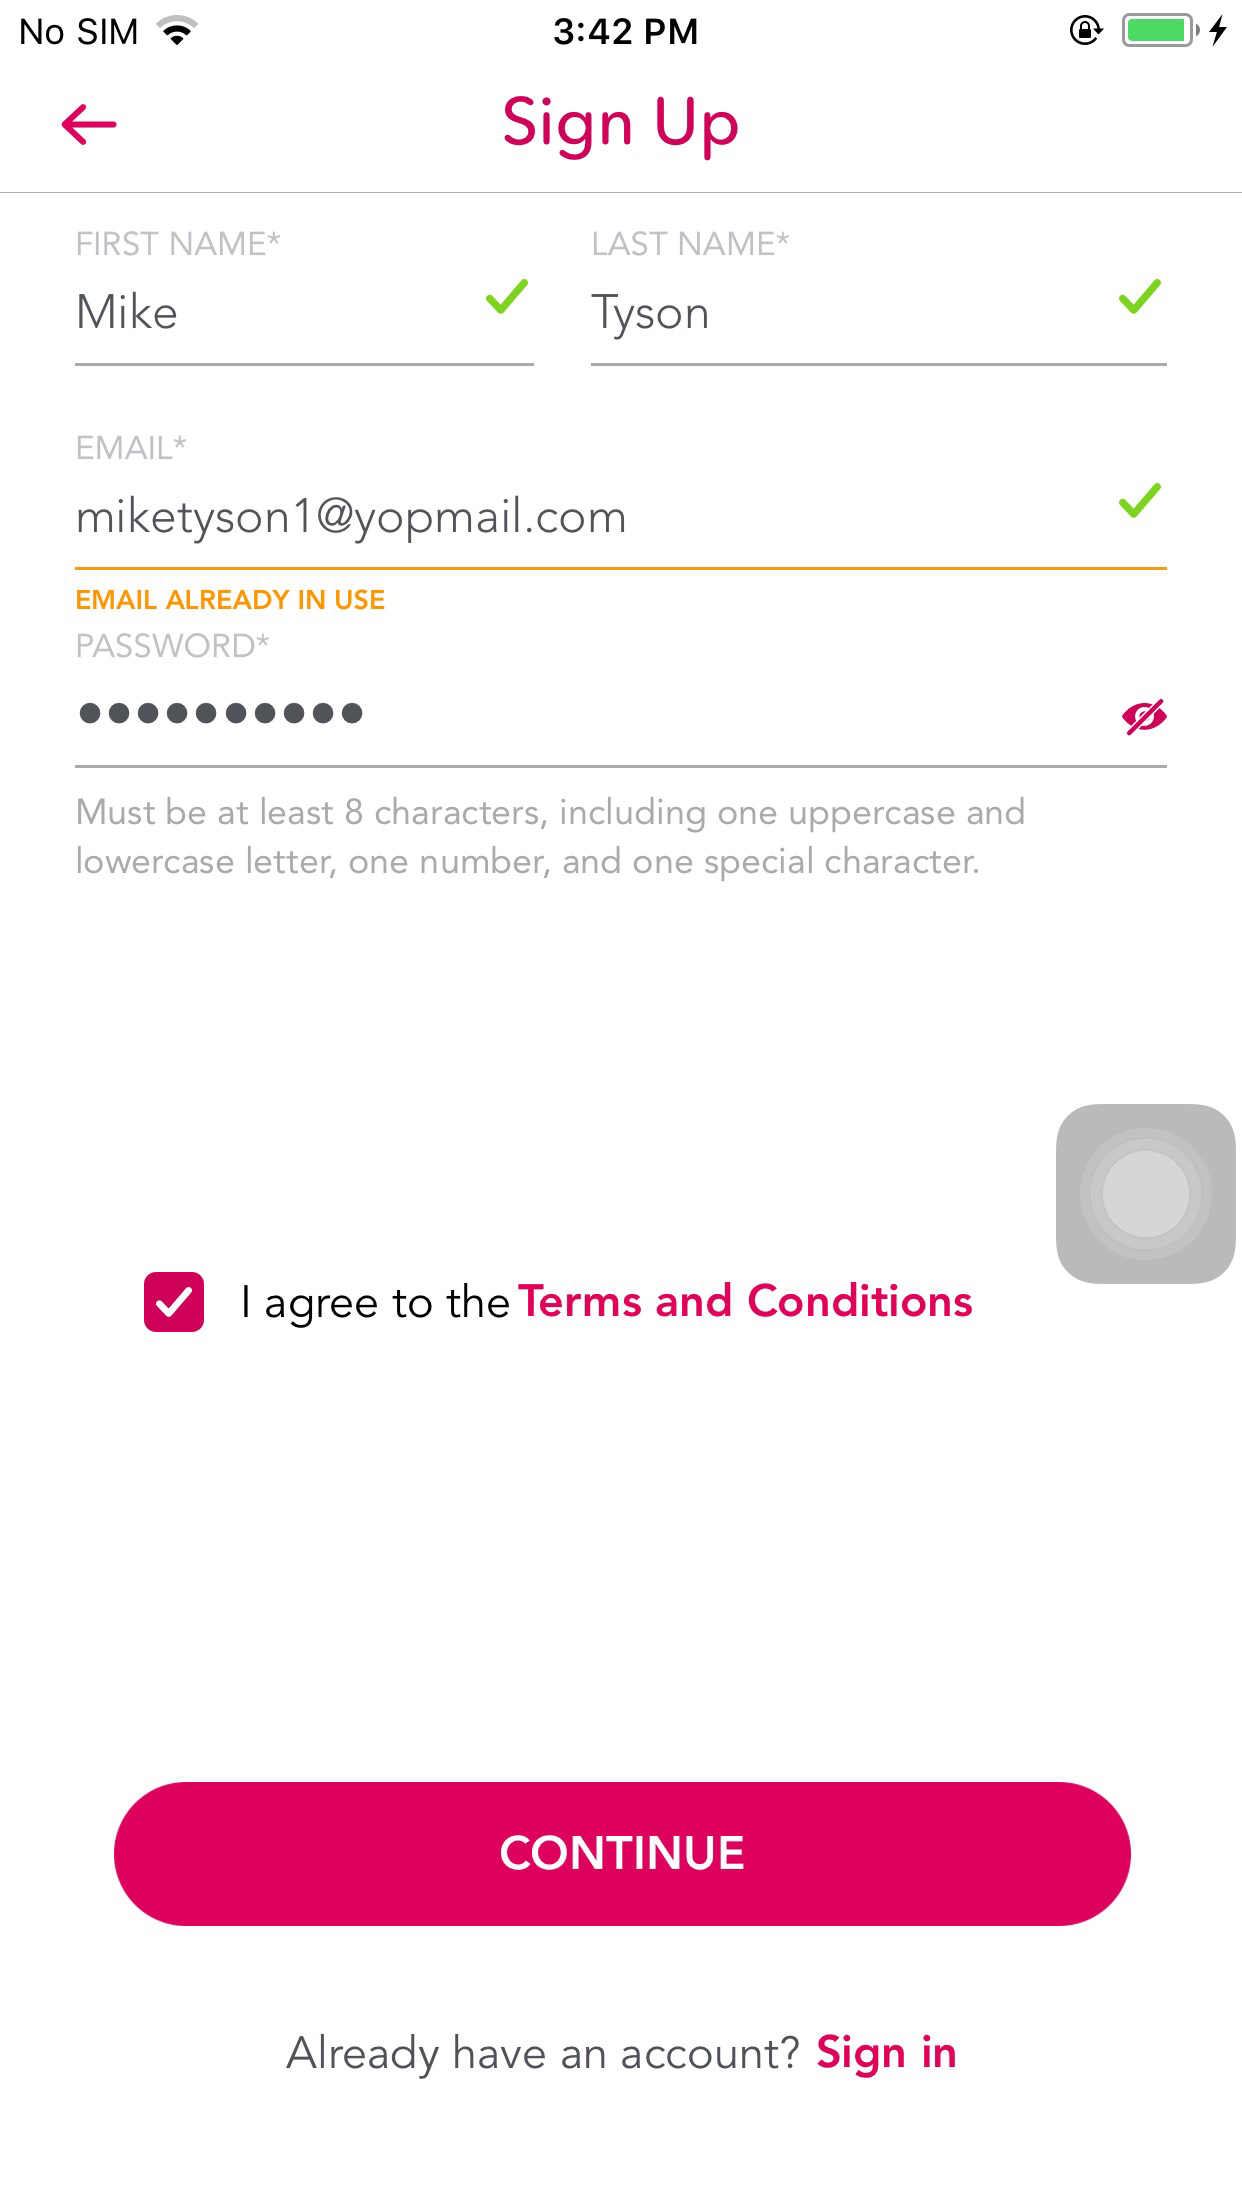 No SIM 3:42 PM
Sign Up
FIRST NAME* LAST NAME*
Mike Tyson
EMAIL*
miketyson1@yopmail.com
EMAIL ALREADY IN USE
PASSWORD*
Must be at least 8 characters, including one uppercase and
lowercase letter, one number, and one special character.
I agree to the Terms and Conditions
CONTINUE
Already have an account? Sign in